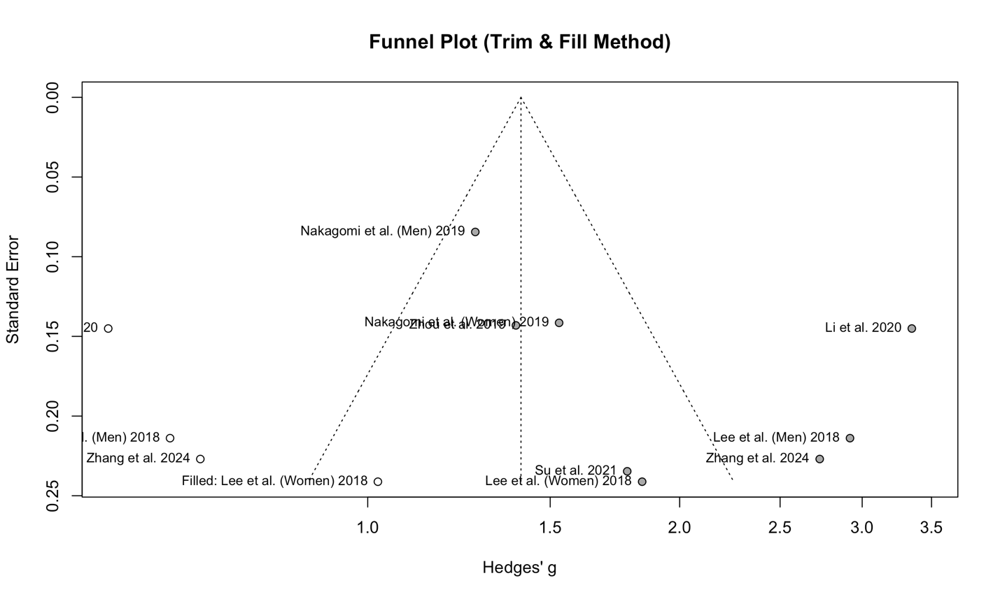 Funnel Plot (Trim & Fill Method)
Standard Error
0.00
0.05
0.10
0.15
0.20
0.25
Nakagomi et al. (Men) 2019
Nakagomi et al. (Women) 2019
Zhou et al. 2019
20
Li et al. 2020
l. (Men) 2018
Lee et al. (Men) 2018
Zhang et al. 2024
Zhang et al. 2024
Su et al. 2021
Filled: Lee et al. (Women) 2018
Lee et al. (Women) 2018
1.0 1.5 2.0 2.5 3.0 3.5
Hedges' g